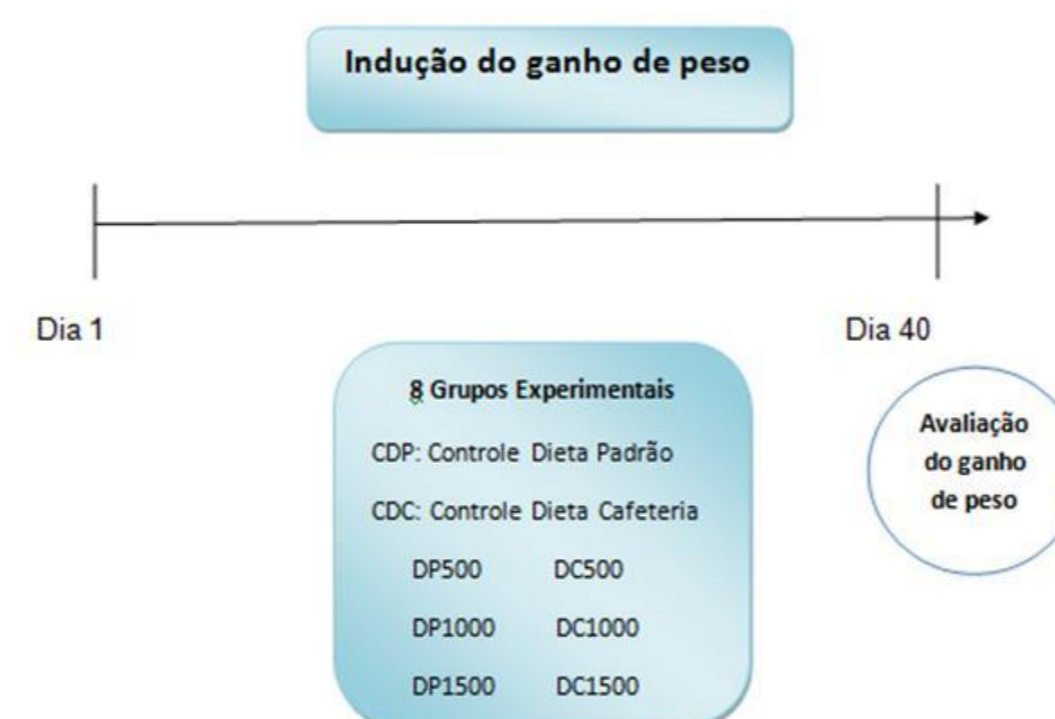 Indução do ganho de peso
Dia 1
Dia 40
8 Grupos Experimentais
CDP: Controle Dieta Padrão
CDC: Controle Dieta Cafeteria
DP500 DC500
DP1000 DC1000
DP1500 DC1500
Avaliação
do ganho
de peso